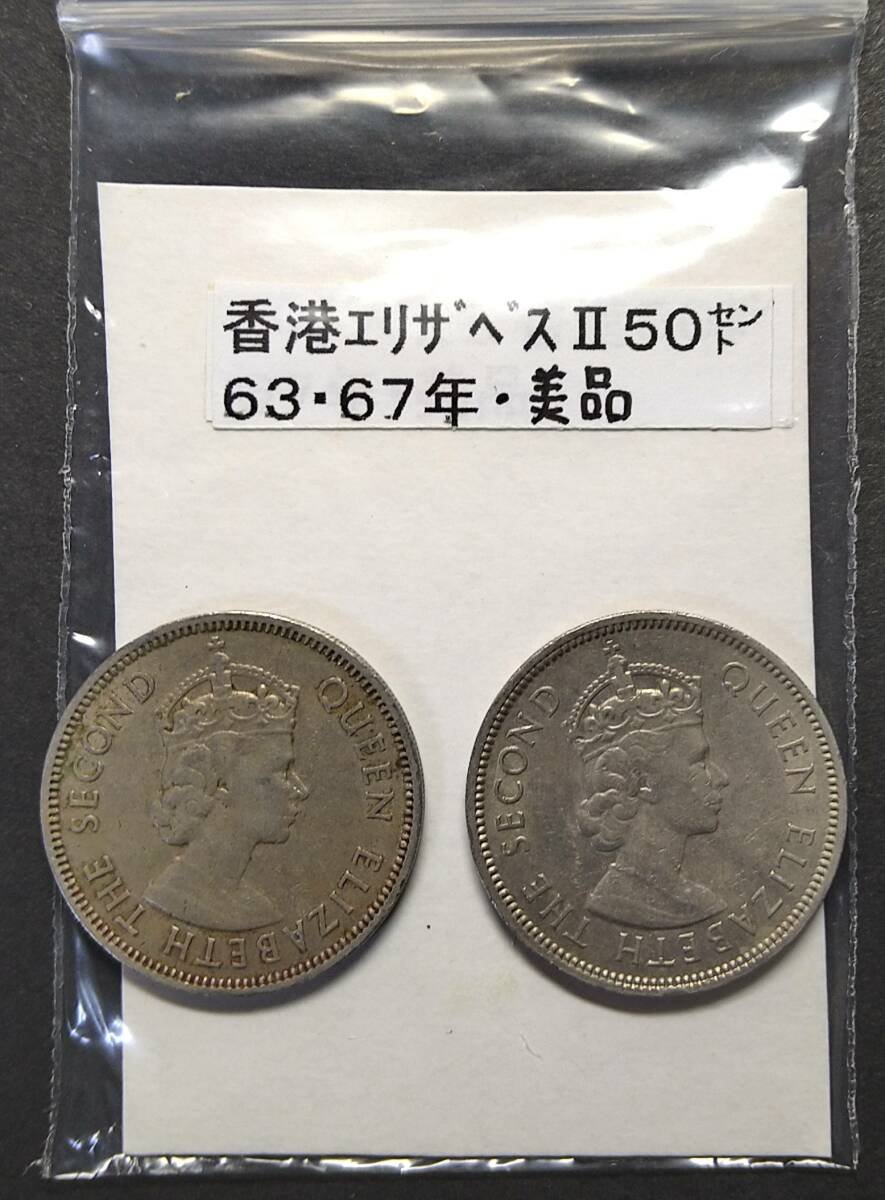 香港ｴﾘｻﾞﾍﾞｽⅡ50セント
63・67年・美品
QUEEN ELIZABETH THE SECOND
QUEEN ELIZABETH THE SECOND